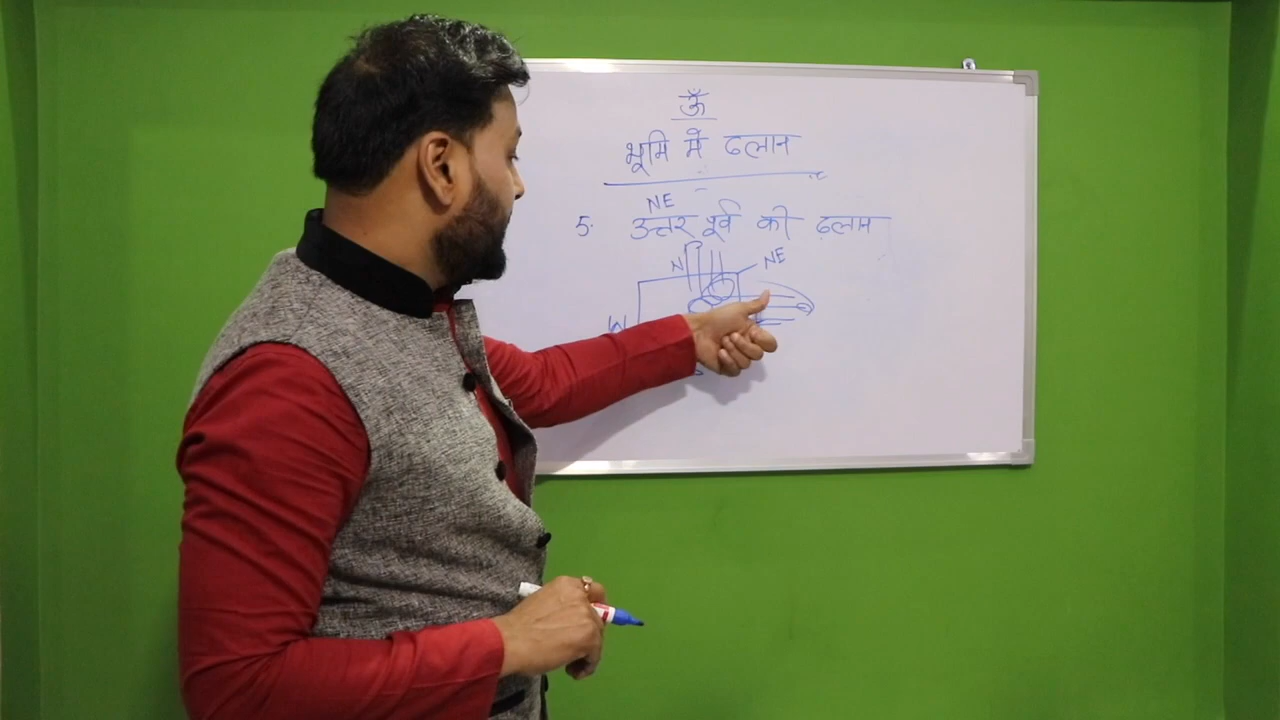 ॐ
भूमि में ढलान
NE
5. उत्तर पूर्व की ढलान
N NE
W